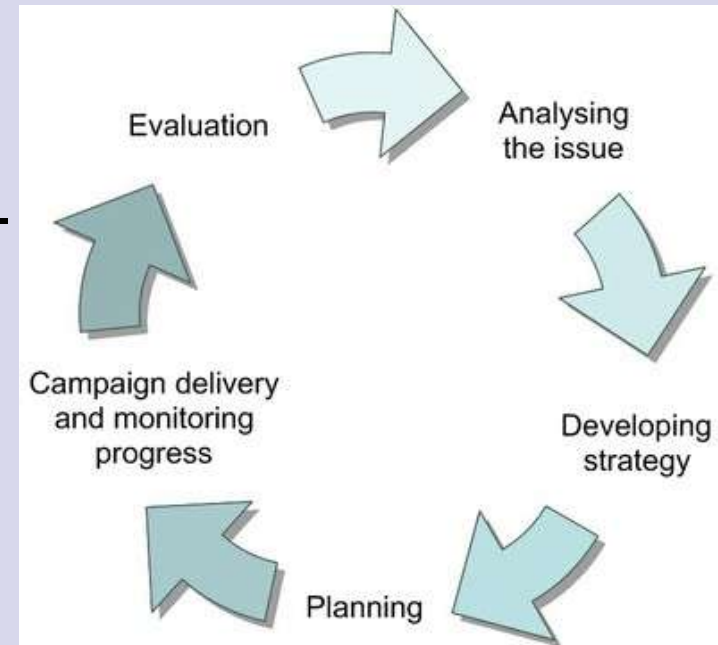 Evaluation
Analysing
the issue
Developing
strategy
Planning
Campaign delivery
and monitoring
progress